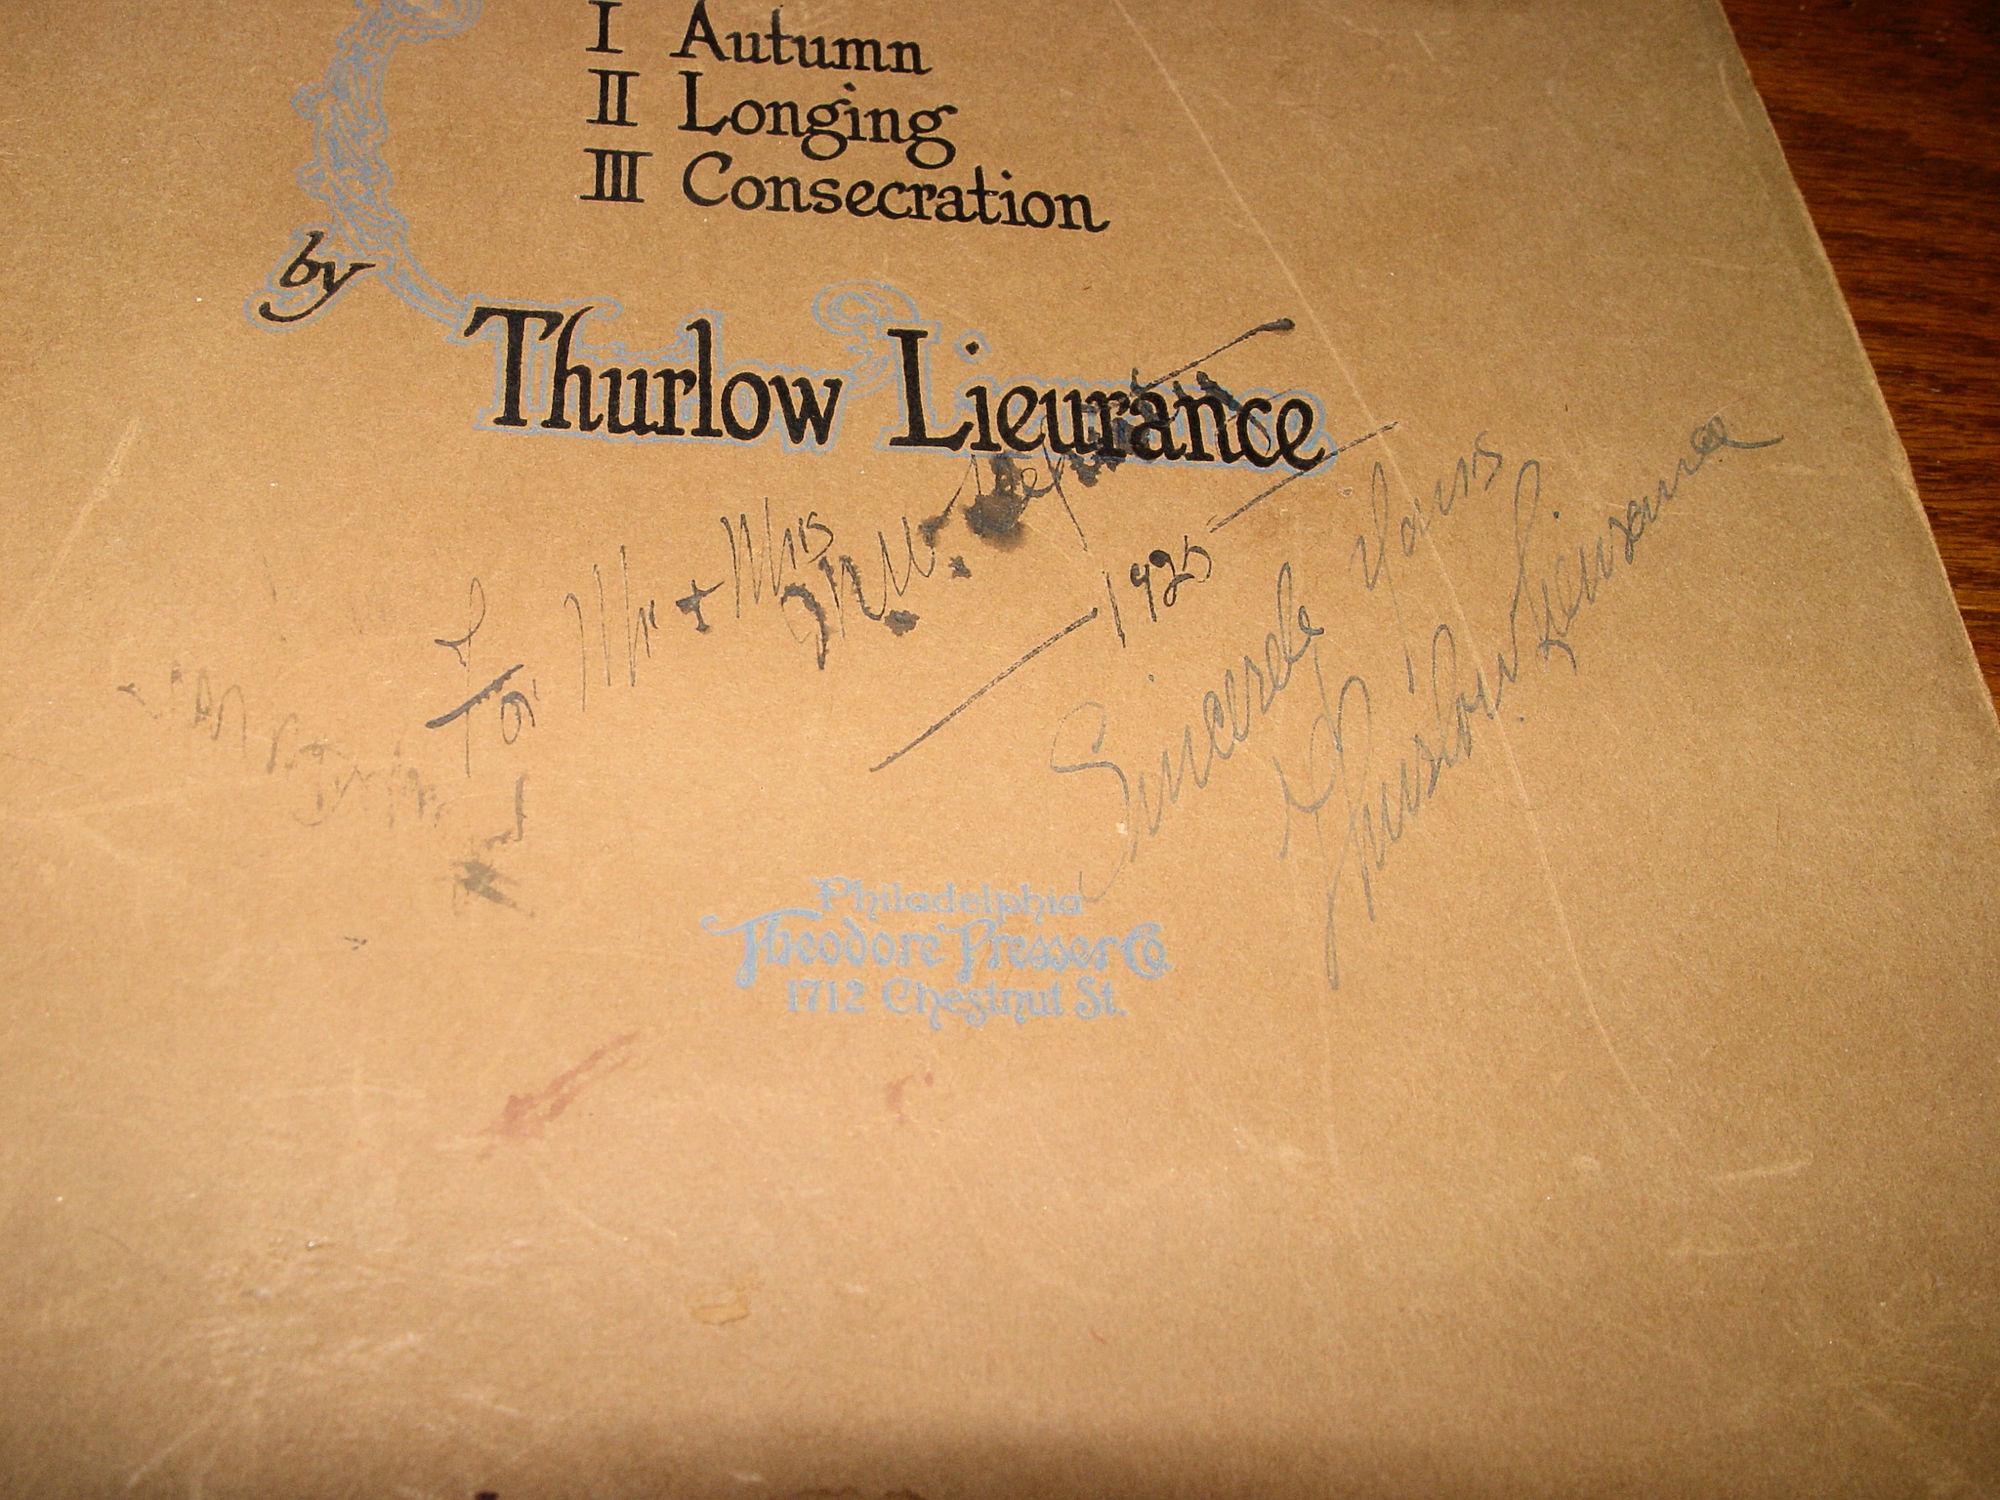 I Autumn
II Longing
III Consecration
by
Thurlow Lieurance
To Mr + Mrs
1925
Sincerely Yours
Thurlow Lieurance
Philadelphia
Theodore Presser Co.
1712 Chestnut St.